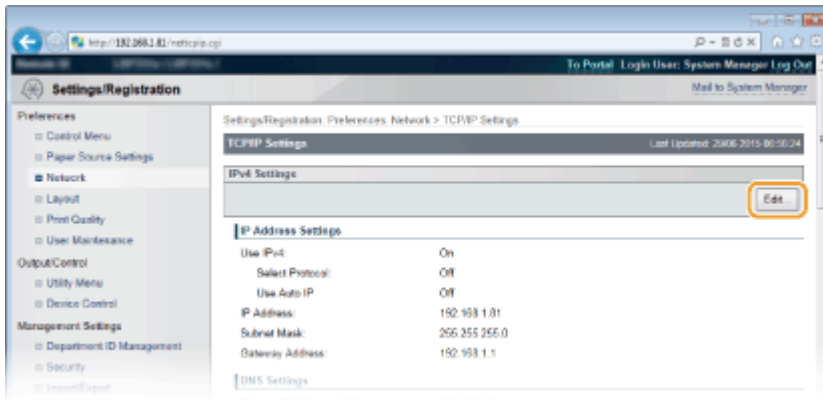 http://192.168.1.81/nettcpip.cgi
To Portal Login User: System Manager Log Out
Settings/Registration
Mail to System Manager
Preferences
Control Menu
Paper Source Settings
Network
Layout
Print Quality
User Maintenance
Output/Control
Utility Menu
Device Control
Management Settings
Department ID Management
Security
Import/Export
Settings/Registration: Preferences: Network > TCP/IP Settings
TCP/IP Settings
Last Updated: 29/06 2015
IPv4 Settings
Edit...
IP Address Settings
Use IPv4: On
Select Protocol: Off
Use Auto IP Off
IP Address: 192.168.1.81
Subnet Mask: 255.255.255.0
Gateway Address: 192.168.1.1
DNS Settings